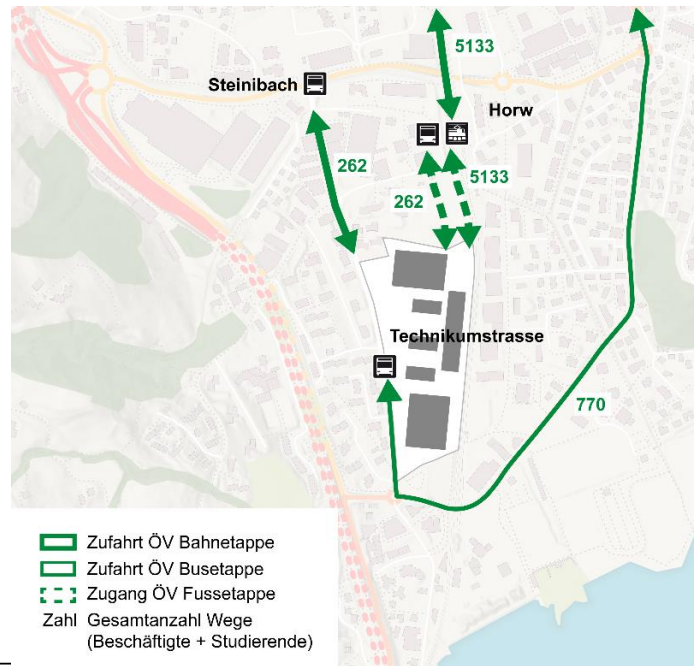 5133
Steinibach
Horw
262
5133
262
Technikumstrasse
770
Zufahrt ÖV Bahnetappe
Zufahrt ÖV Busetappe
Zugang ÖV Fussetappe
Zahl Gesamtanzahl Wege
(Beschäftigte + Studierende)